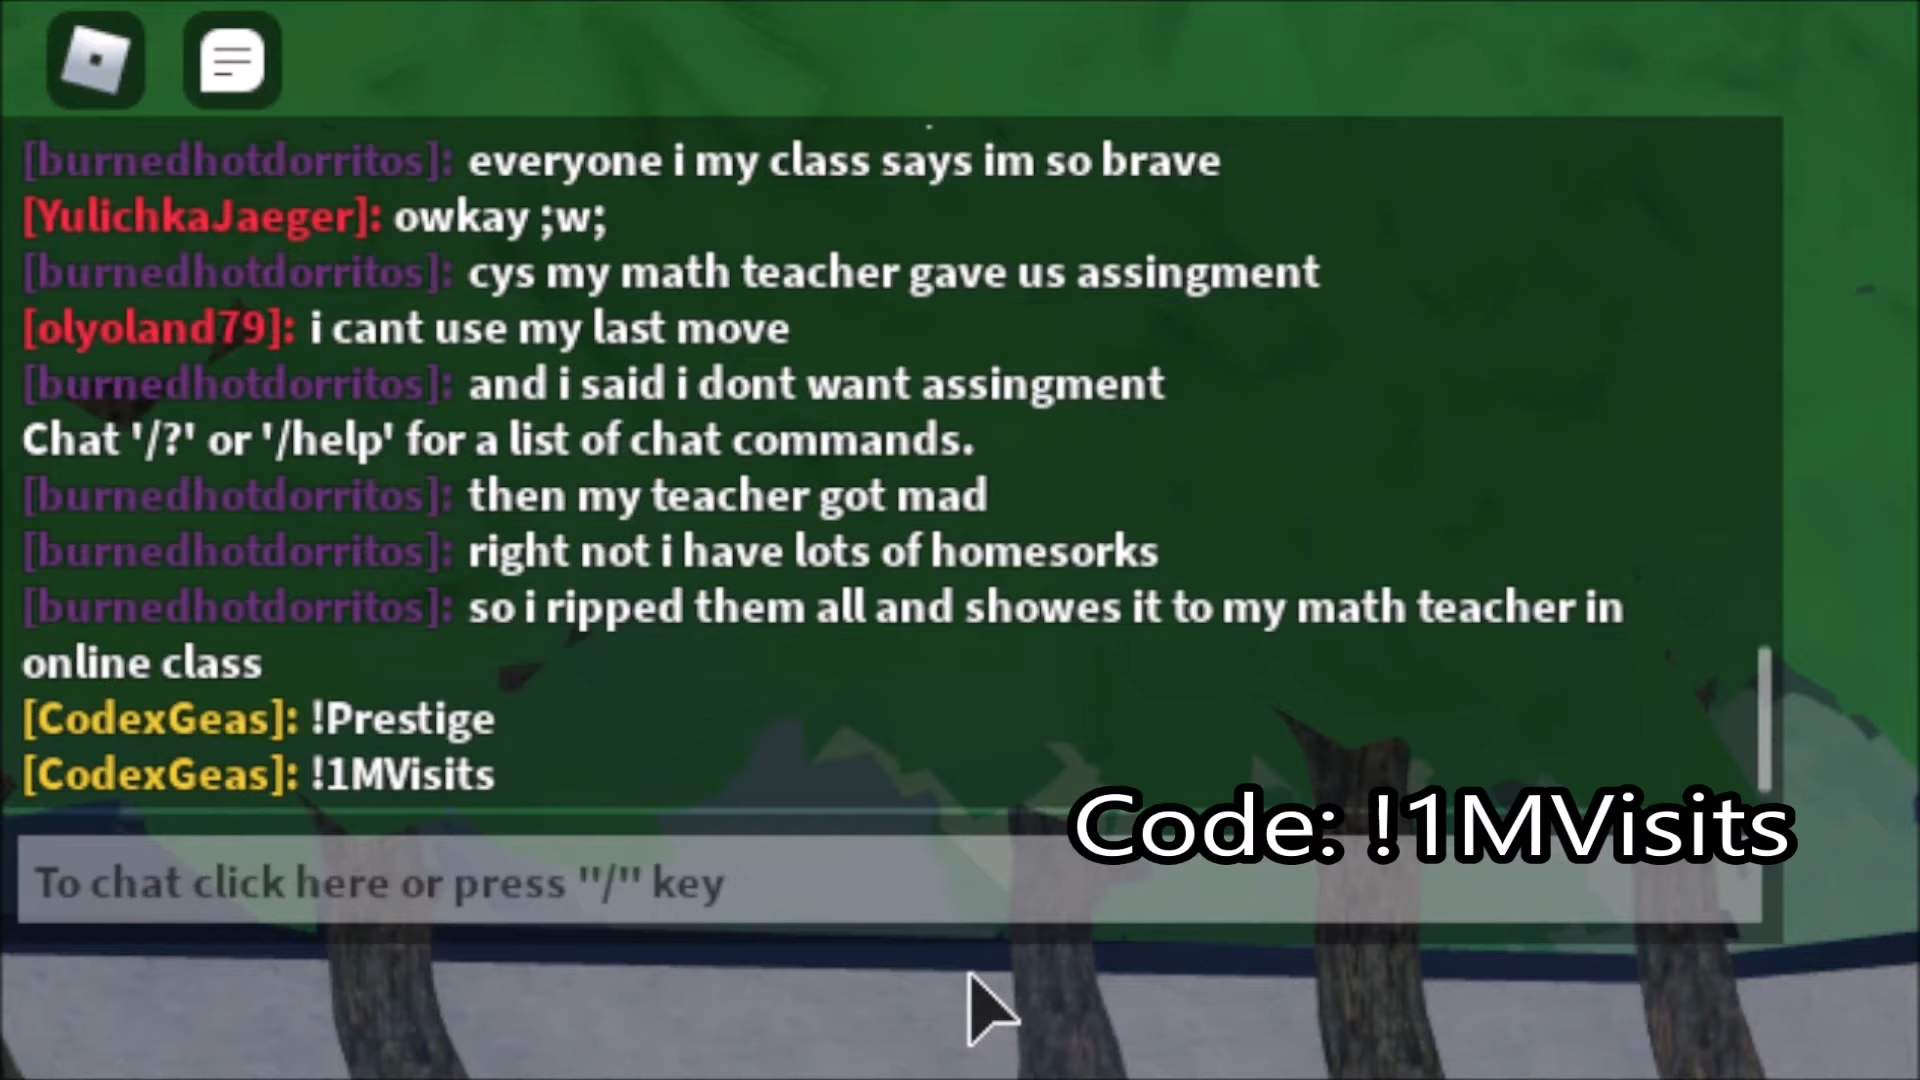 [burnedhotdorritos]: everyone i my class says im so brave
[YulichkaJaeger]: owkay ;w;
[burnedhotdorritos]: cys my math teacher gave us assingment
[olyoland79]: i cant use my last move
[burnedhotdorritos]: and i said i dont want assingment
Chat '/?' or '/help' for a list of chat commands.
[burnedhotdorritos]: then my teacher got mad
[burnedhotdorritos]: right not i have lots of homesorks
[burnedhotdorritos]: so i ripped them all and showes it to my math teacher in
online class
[CodexGeas]: !Prestige
[CodexGeas]: !1MVisits
Code: !1MVisits
To chat click here or press "/" key